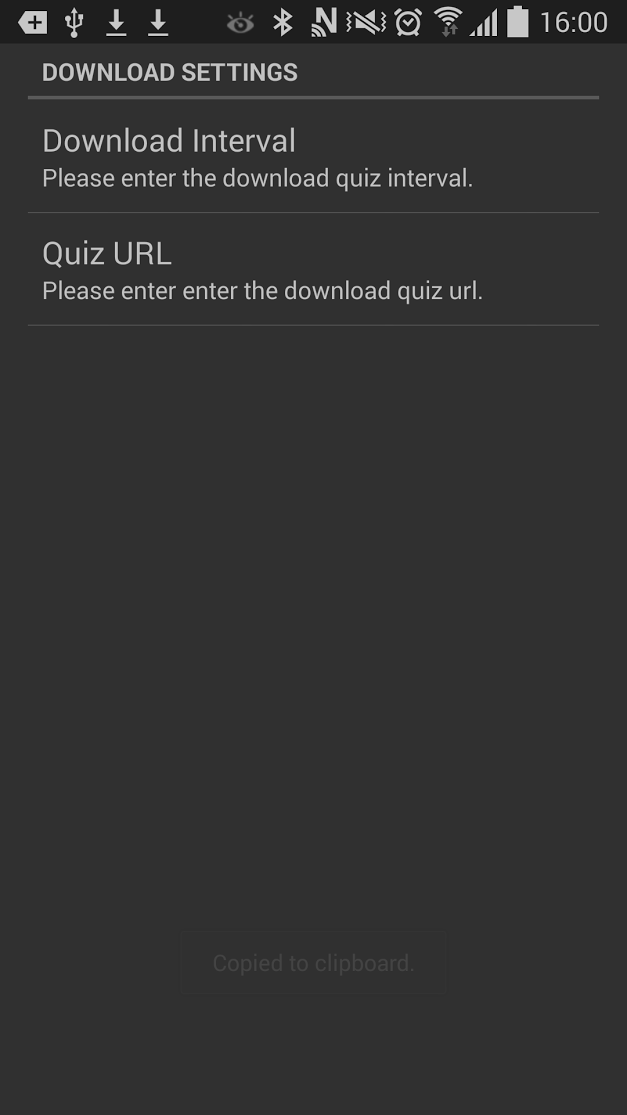 16:00
DOWNLOAD SETTINGS
Download Interval
Please enter the download quiz interval.
Quiz URL
Please enter enter the download quiz url.
Copied to clipboard.